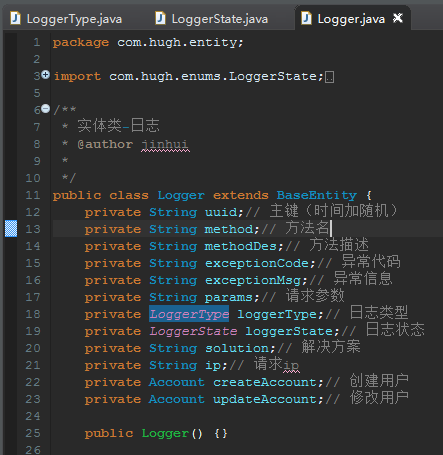 LoggerType.java LoggerState.java Logger.java
1 package com.hugh.entity;
2
3 import com.hugh.enums.LoggerState;
5
6 /**
7 * 实体类-日志
8 * @author jinhui
9 *
10 */
11 public class Logger extends BaseEntity {
12 private String uuid;// 主键（时间加随机）
13 private String method;// 方法名
14 private String methodDes;// 方法描述
15 private String exceptionCode;// 异常代码
16 private String exceptionMsg;// 异常信息
17 private String params;// 请求参数
18 private LoggerType loggerType;// 日志类型
19 private LoggerState loggerState;// 日志状态
20 private String solution;// 解决方案
21 private String ip;// 请求ip
22 private Account createAccount;// 创建用户
23 private Account updateAccount;// 修改用户
24
25 public Logger() {}
26